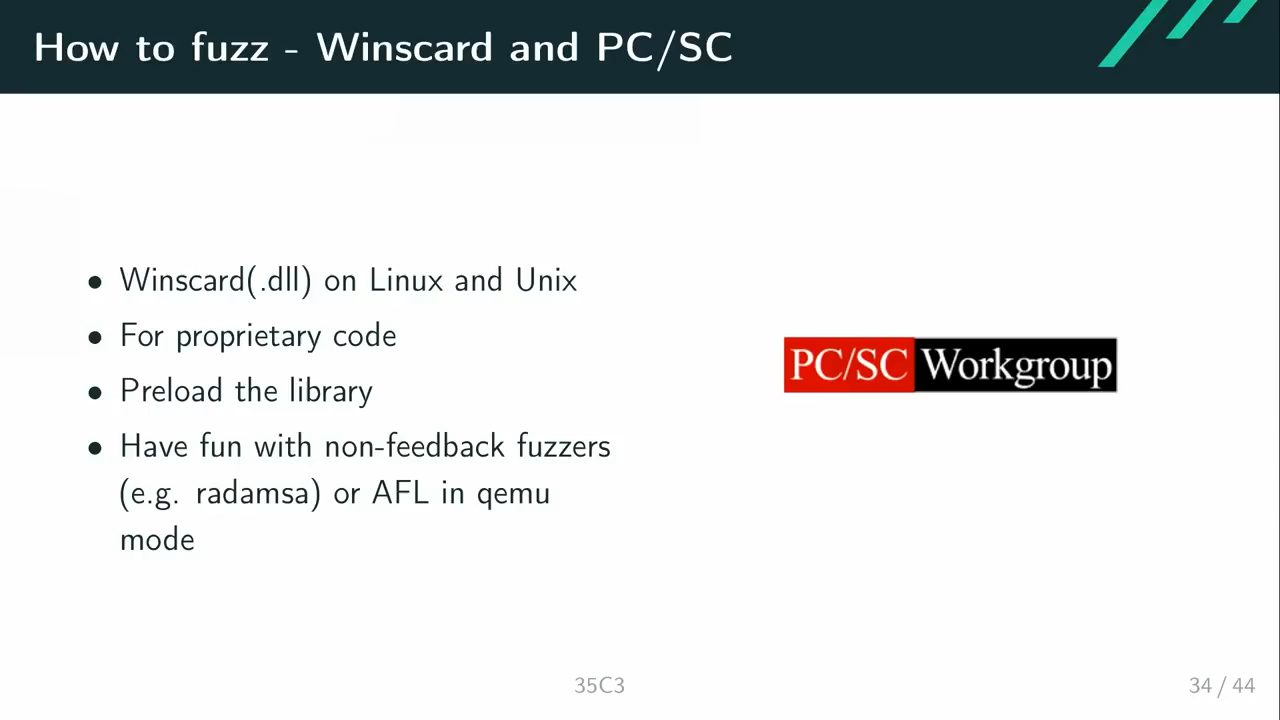 How to fuzz - Winscard and PC/SC
• Winscard(.dll) on Linux and Unix
• For proprietary code
• Preload the library
• Have fun with non-feedback fuzzers
(e.g. radamsa) or AFL in qemu
mode
PC/SC Workgroup
35C3
34 / 44